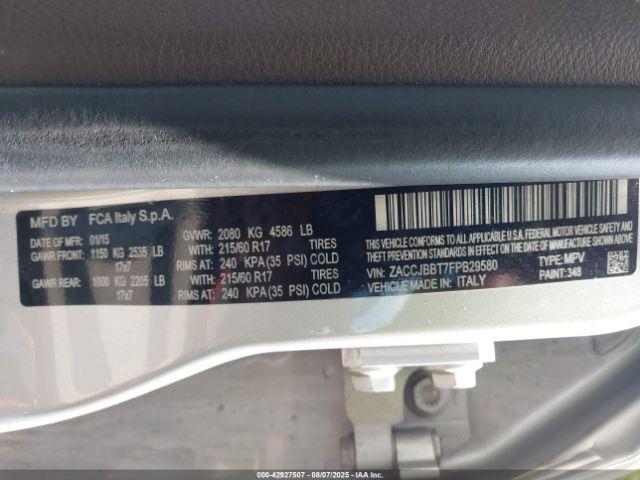 MFD BY FCA Italy S.p.A.
DATE OF MFR 01/15 GVWR: 2080 KG 4586 LB
GAWR FRONT: 1150 KG 2535 LB WITH: 215/60 R17 TIRES
17x7 RIMS AT: 240 KPA (35 PSI) COLD
GAWR REAR: 1000 KG 2205 LB WITH: 215/60 R17 TIRES
17x7 RIMS AT: 240 KPA (35 PSI) COLD
THIS VEHICLE CONFORMS TO ALL APPLICABLE U.S.A. FEDERAL MOTOR VEHICLE SAFETY, BUMPER AND
THEFT PREVENTION STANDARDS IN EFFECT ON THE DATE OF MANUFACTURE SHOWN ABOVE.
VIN: ZACCJBBT7FPB29580 TYPE: MPV
VEHICLE MADE IN: ITALY PAINT: 348
00-42927507 - 08/07/2025 - IAAHTX.COM